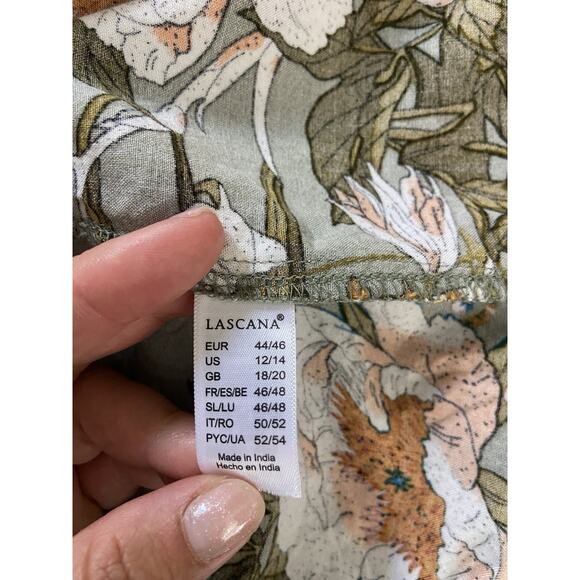 LASCANA®
EUR 44/46
US 12/14
GB 18/20
FR/ES/BE 46/48
SL/LU 46/48
IT/RO 50/52
PYC/UA 52/54
Made in India
Hecho en India